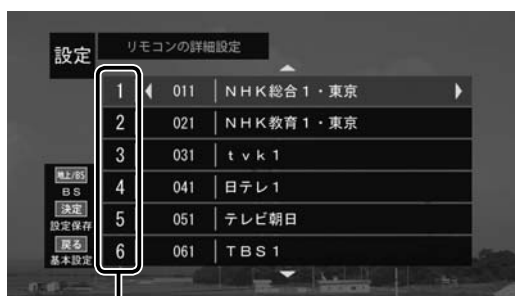 設定
リモコンの詳細設定
1 011 NHK総合1・東京
2 021 NHK教育1・東京
3 031 tvk1
4 041 日テレ1
5 051 テレビ朝日
6 061 TBS1
地上/BS
BS
決定
設定保存
戻る
基本設定